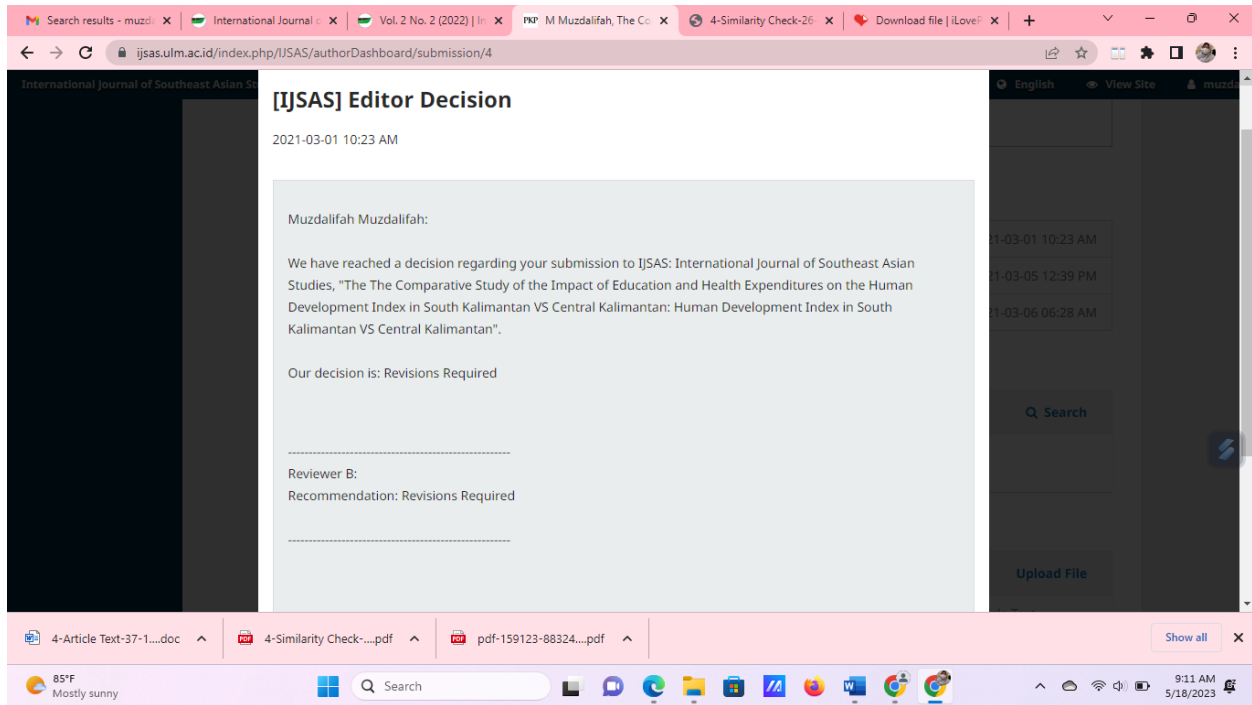 Search results - muzda
International Journal o
Vol. 2 No. 2 (2022) | In
PKP M Muzdalifah, The Co
4-Similarity Check-26-
Download file | iLoveP
ijsas.ulm.ac.id/index.php/IJSAS/authorDashboard/submission/4
International Journal of Southeast Asian St
English
View Site
muzda
[IJSAS] Editor Decision
2021-03-01 10:23 AM
Muzdalifah Muzdalifah:
We have reached a decision regarding your submission to IJSAS: International Journal of Southeast Asian
Studies, "The The Comparative Study of the Impact of Education and Health Expenditures on the Human
Development Index in South Kalimantan VS Central Kalimantan: Human Development Index in South
Kalimantan VS Central Kalimantan".
Our decision is: Revisions Required
------------------------------------------------------
Reviewer B:
Recommendation: Revisions Required
------------------------------------------------------
21-03-01 10:23 AM
21-03-05 12:39 PM
21-03-06 06:28 AM
Search
Upload File
4-Article Text-37-1....doc
4-Similarity Check-....pdf
pdf-159123-88324....pdf
Show all
85°F
Mostly sunny
Search
9:11 AM
5/18/2023